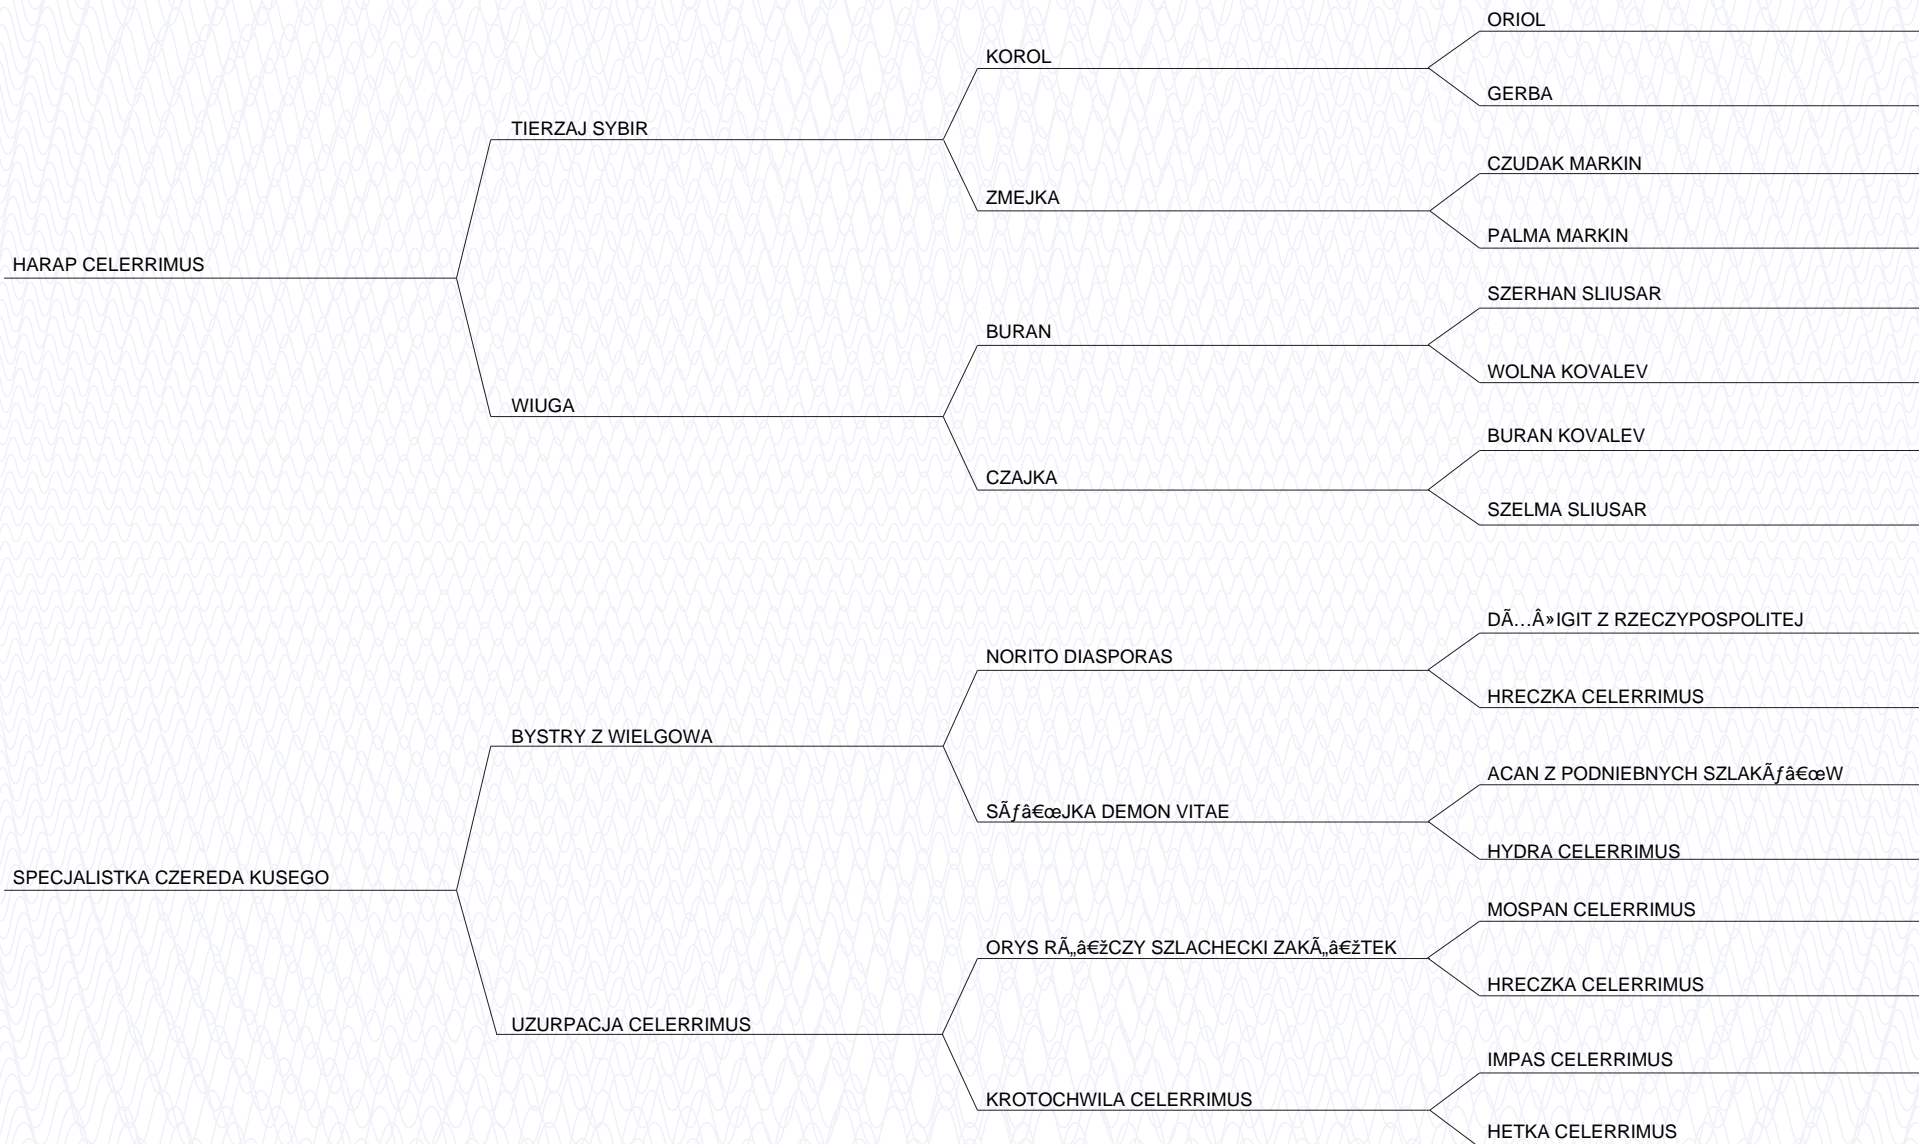 ORIOL
KOROL
GERBA
TIERZAJ SYBIR
CZUDAK MARKIN
ZMEJKA
PALMA MARKIN
HARAP CELERRIMUS
SZERHAN SLIUSAR
BURAN
WOLNA KOVALEV
WIUGA
BURAN KOVALEV
CZAJKA
SZELMA SLIUSAR
DÃ…Â»IGIT Z RZECZYPOSPOLITEJ
NORITO DIASPORAS
HRECZKA CELERRIMUS
BYSTRY Z WIELGOWA
ACAN Z PODNIEBNYCH SZLAKÃƒâ€œW
SÃƒâ€œJKA DEMON VITAE
HYDRA CELERRIMUS
SPECJALISTKA CZEREDA KUSEGO
MOSPAN CELERRIMUS
ORYS RÃ„â€žCZY SZLACHECKI ZAKÃ„â€žTEK
HRECZKA CELERRIMUS
UZURPACJA CELERRIMUS
IMPAS CELERRIMUS
KROTOCHWILA CELERRIMUS
HETKA CELERRIMUS